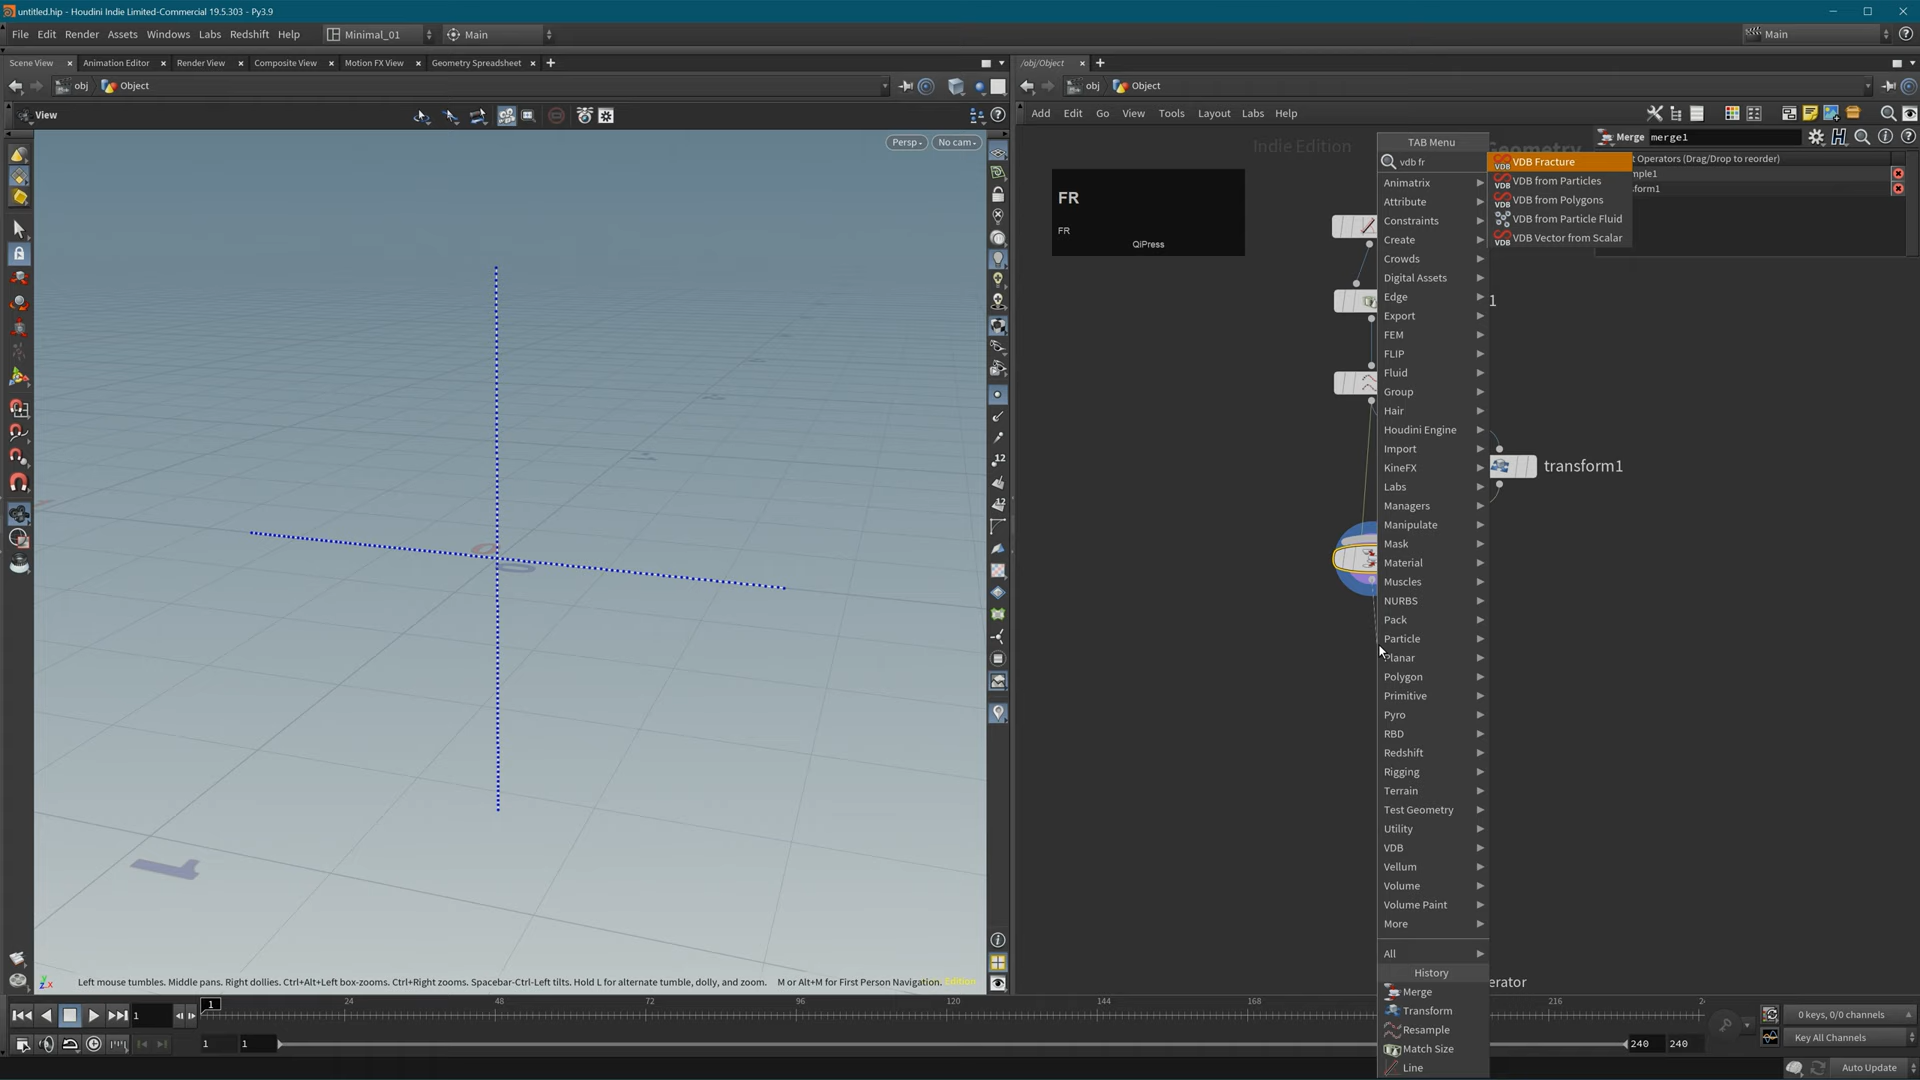 untitled.hip - Houdini Indie Limited-Commercial 19.5.303 - Py3.9
File Edit Render Assets Windows Labs Redshift Help Minimal_01 Main Main
Scene View Animation Editor Render View Composite View Motion FX View Geometry Spreadsheet
/obj/Object
obj Object
obj Object
View
Persp No cam
Add Edit Go View Tools Layout Labs Help
Indie Edition
FR
FR
QiPress
TAB Menu
vdb fr
Animatrix
Attribute
Constraints
Create
Crowds
Digital Assets
Edge
Export
FEM
FLIP
Fluid
Group
Hair
Houdini Engine
Import
KineFX
Labs
Managers
Manipulate
Mask
Material
Muscles
NURBS
Pack
Particle
Planar
Polygon
Primitive
Pyro
RBD
Redshift
Rigging
Terrain
Test Geometry
Utility
VDB
Vellum
Volume
Volume Paint
More
All
History
Merge
Transform
Resample
Match Size
Line
VDB Fracture
VDB from Particles
VDB from Polygons
VDB from Particle Fluid
VDB Vector from Scalar
Merge merge1
t Operators (Drag/Drop to reorder)
mple1
sform1
1
transform1
erator
Left mouse tumbles. Middle pans. Right dollies. Ctrl+Alt+Left box-zooms. Ctrl+Right zooms. Spacebar-Ctrl-Left tilts. Hold L for alternate tumble, dolly, and zoom. M or Alt+M for First Person Navigation. Edition
1 24 48 72 96 120 144 168 216
1
0 keys, 0/0 channels
1 1 240 240
Key All Channels
Auto Update